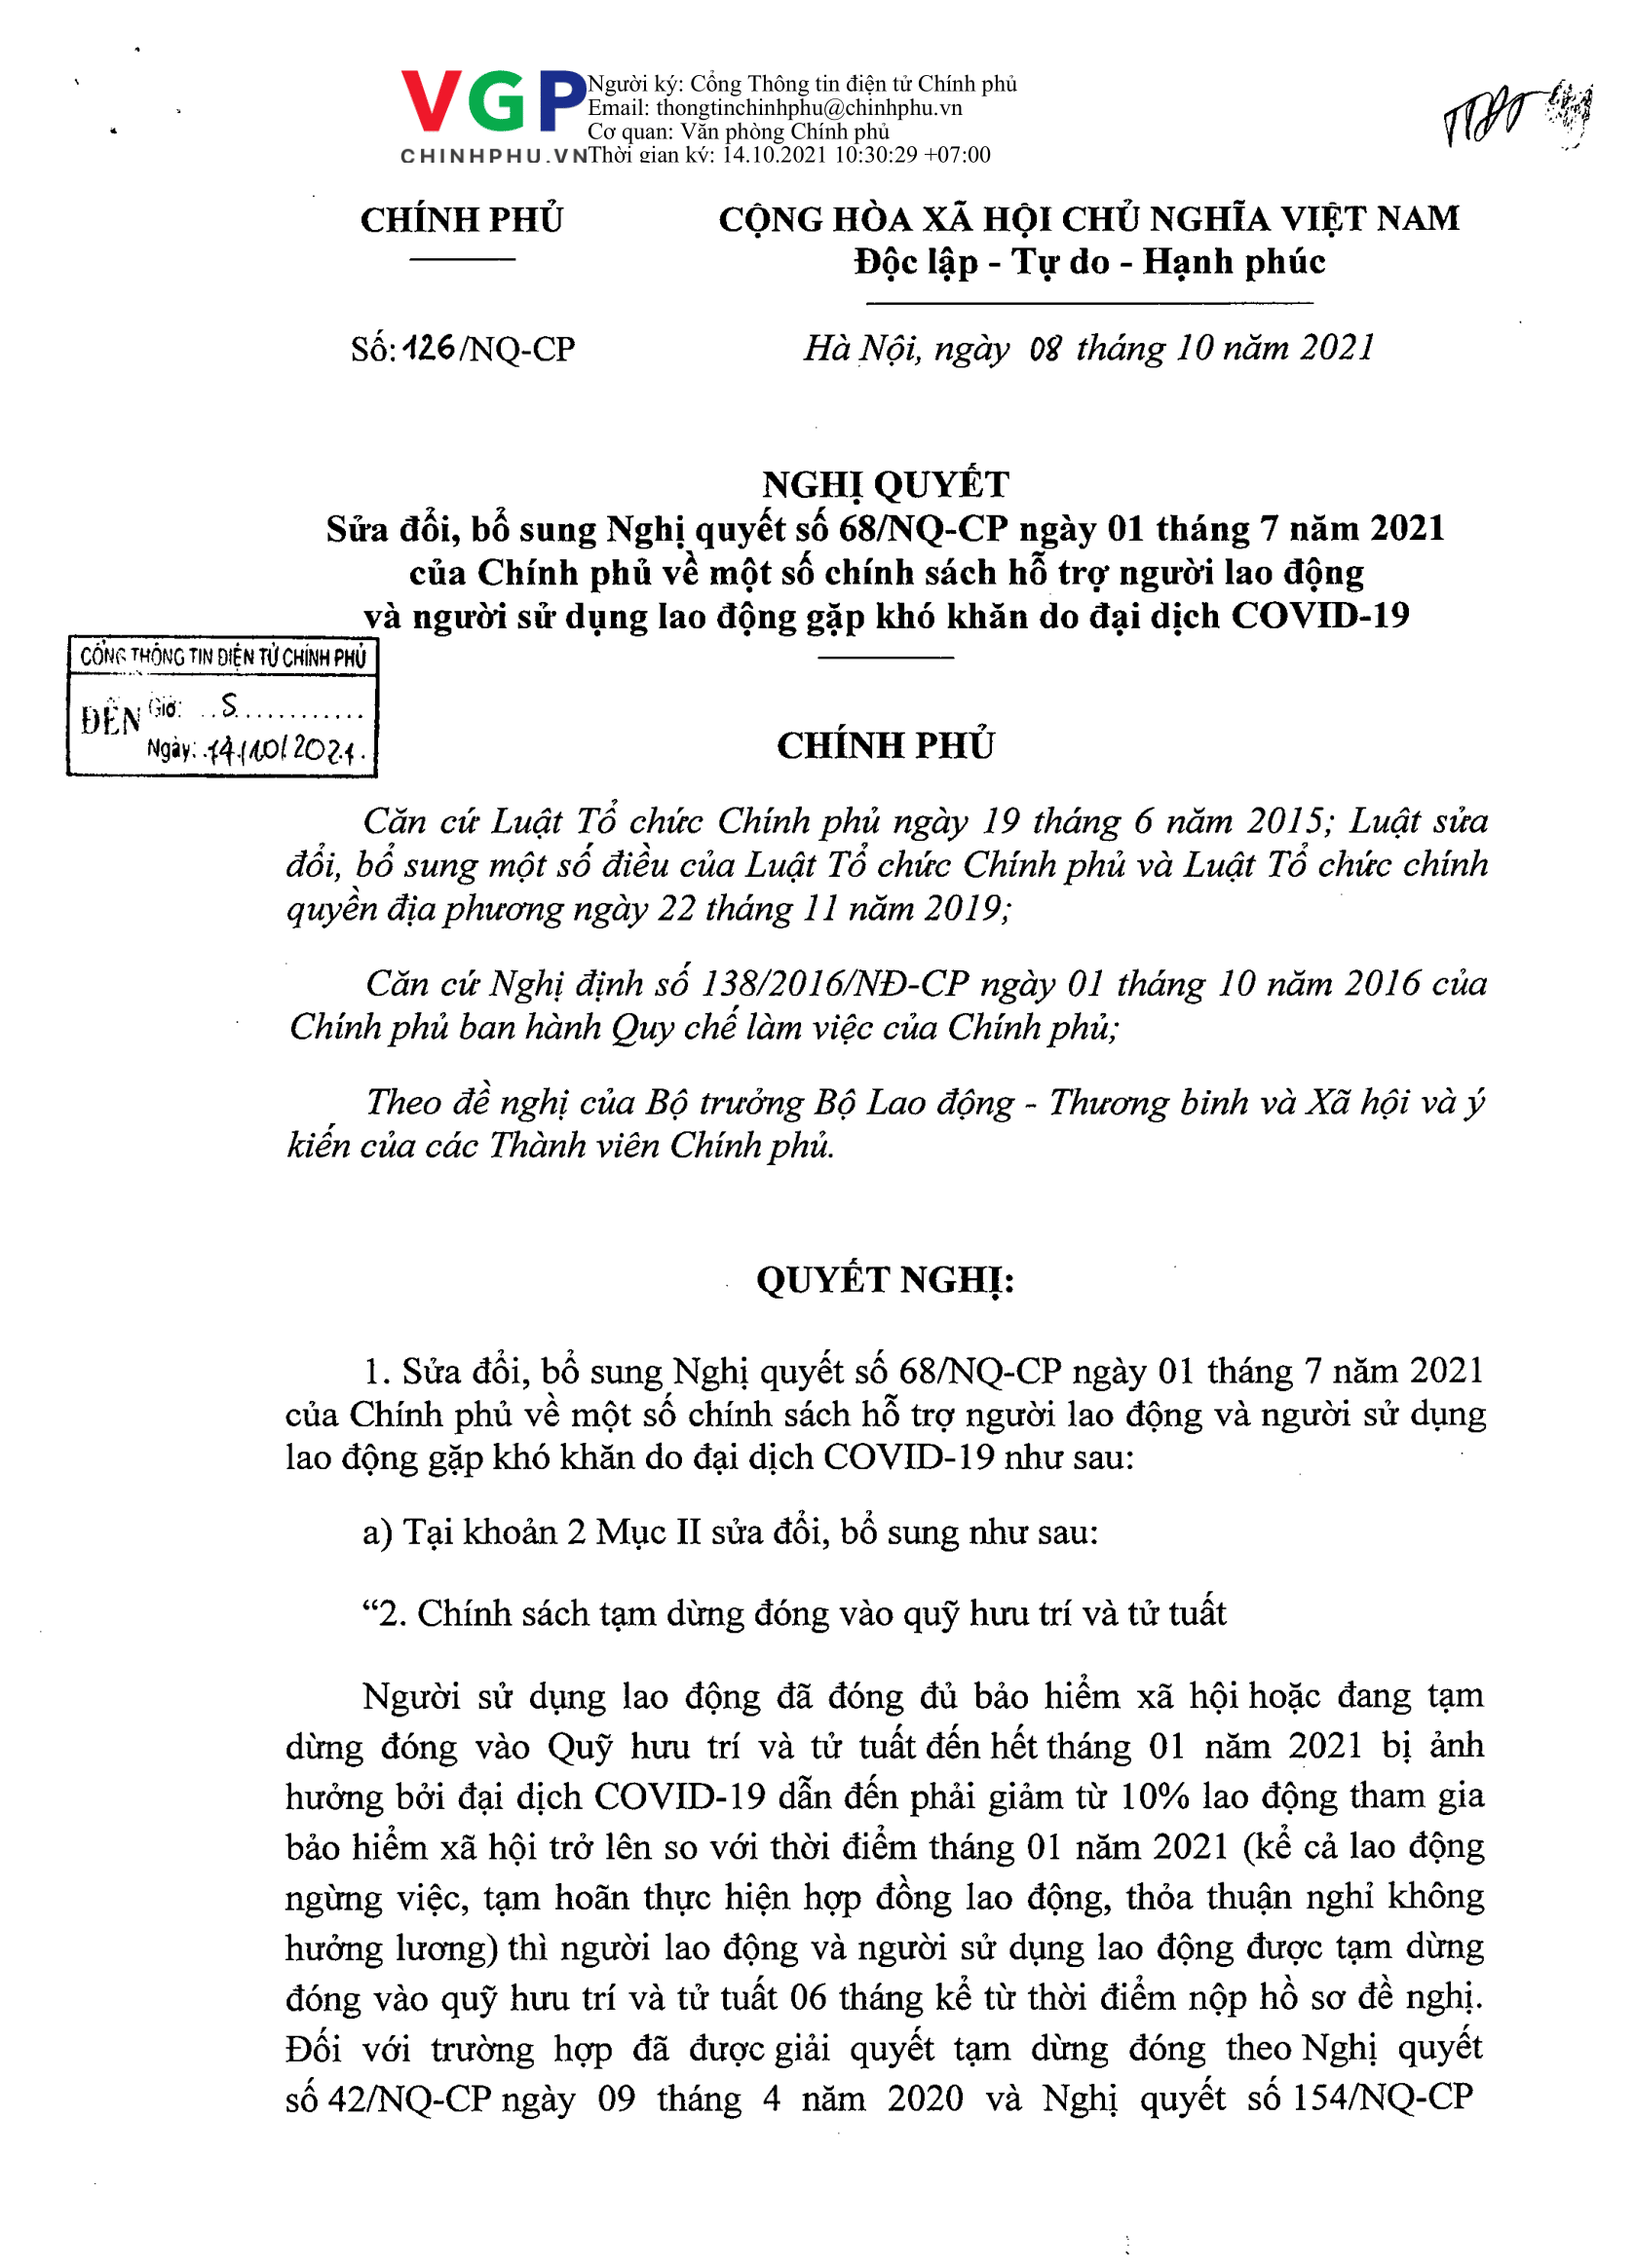 VGP
CHINHPHU.VN
Người ký: Cổng Thông tin điện tử Chính phủ
Email: thongtinchinhphu@chinhphu.vn
Cơ quan: Văn phòng Chính phủ
Thời gian ký: 14.10.2021 10:30:29 +07:00
CHÍNH PHỦ
CỘNG HÒA XÃ HỘI CHỦ NGHĨA VIỆT NAM
Độc lập - Tự do - Hạnh phúc
Số: 126/NQ-CP
Hà Nội, ngày 08 tháng 10 năm 2021
NGHỊ QUYẾT
Sửa đổi, bổ sung Nghị quyết số 68/NQ-CP ngày 01 tháng 7 năm 2021
của Chính phủ về một số chính sách hỗ trợ người lao động
và người sử dụng lao động gặp khó khăn do đại dịch COVID-19
CỔNG THÔNG TIN ĐIỆN TỬ CHÍNH PHỦ
ĐẾN Giờ: ..S............
Ngày: .14/10/2021.
CHÍNH PHỦ
Căn cứ Luật Tổ chức Chính phủ ngày 19 tháng 6 năm 2015; Luật sửa
đổi, bổ sung một số điều của Luật Tổ chức Chính phủ và Luật Tổ chức chính
quyền địa phương ngày 22 tháng 11 năm 2019;
Căn cứ Nghị định số 138/2016/NĐ-CP ngày 01 tháng 10 năm 2016 của
Chính phủ ban hành Quy chế làm việc của Chính phủ;
Theo đề nghị của Bộ trưởng Bộ Lao động - Thương binh và Xã hội và ý
kiến của các Thành viên Chính phủ.
QUYẾT NGHỊ:
1. Sửa đổi, bổ sung Nghị quyết số 68/NQ-CP ngày 01 tháng 7 năm 2021
của Chính phủ về một số chính sách hỗ trợ người lao động và người sử dụng
lao động gặp khó khăn do đại dịch COVID-19 như sau:
a) Tại khoản 2 Mục II sửa đổi, bổ sung như sau:
“2. Chính sách tạm dừng đóng vào quỹ hưu trí và tử tuất
Người sử dụng lao động đã đóng đủ bảo hiểm xã hội hoặc đang tạm
dừng đóng vào Quỹ hưu trí và tử tuất đến hết tháng 01 năm 2021 bị ảnh
hưởng bởi đại dịch COVID-19 dẫn đến phải giảm từ 10% lao động tham gia
bảo hiểm xã hội trở lên so với thời điểm tháng 01 năm 2021 (kể cả lao động
ngừng việc, tạm hoãn thực hiện hợp đồng lao động, thỏa thuận nghỉ không
hưởng lương) thì người lao động và người sử dụng lao động được tạm dừng
đóng vào quỹ hưu trí và tử tuất 06 tháng kể từ thời điểm nộp hồ sơ đề nghị.
Đối với trường hợp đã được giải quyết tạm dừng đóng theo Nghị quyết
số 42/NQ-CP ngày 09 tháng 4 năm 2020 và Nghị quyết số 154/NQ-CP